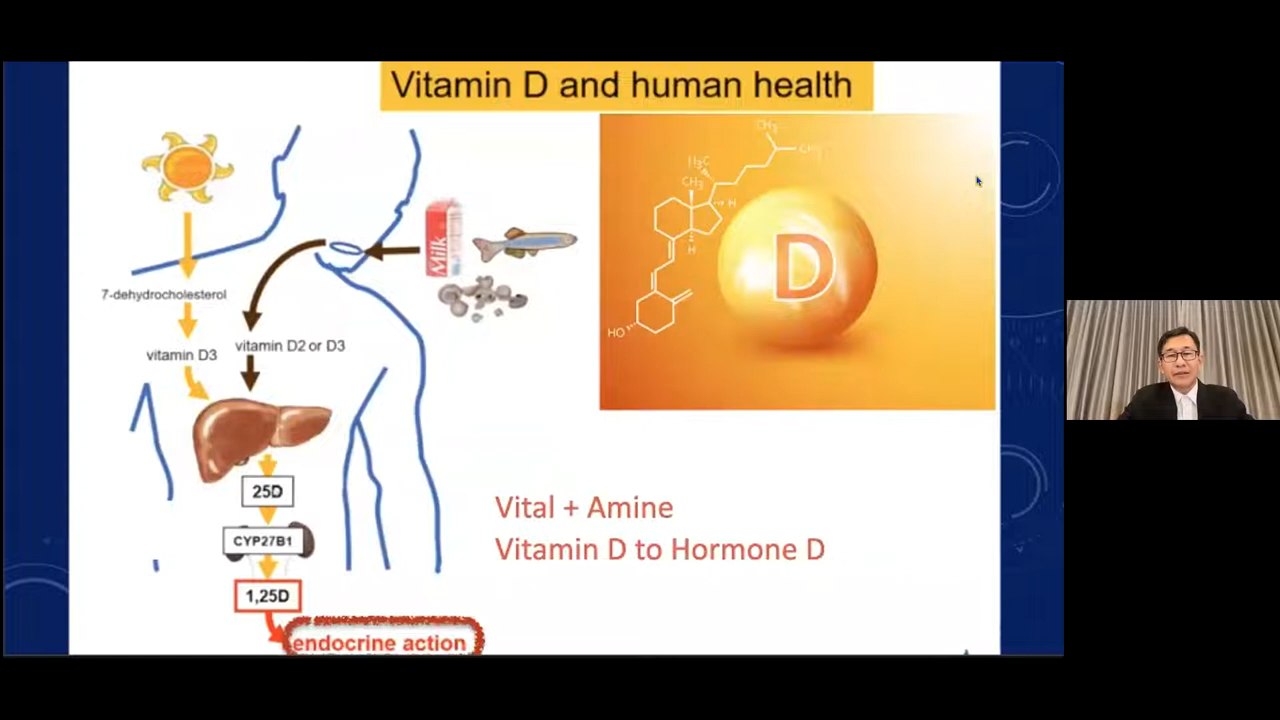 Vitamin D and human health
7-dehydrocholesterol
vitamin D3
vitamin D2 or D3
Milk
25D
CYP27B1
1,25D
endocrine action
CH₃
CH₃
H₃C
CH₃
H
H
HO
D
Vital + Amine
Vitamin D to Hormone D